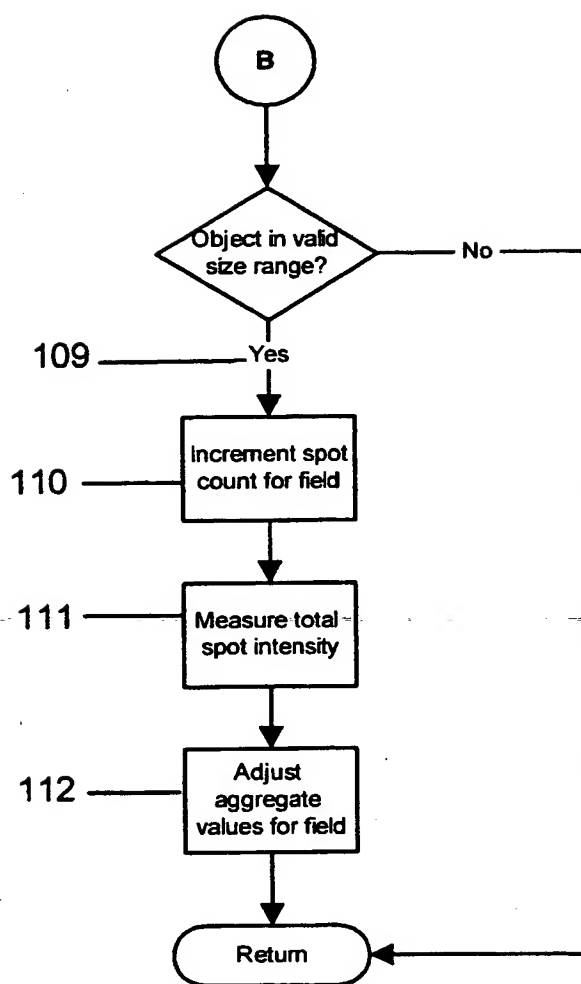 B
Object in valid
size range?
No
109
Yes
110
Increment spot
count for field
111
Measure total
spot intensity
112
Adjust
aggregate
values for field
Return